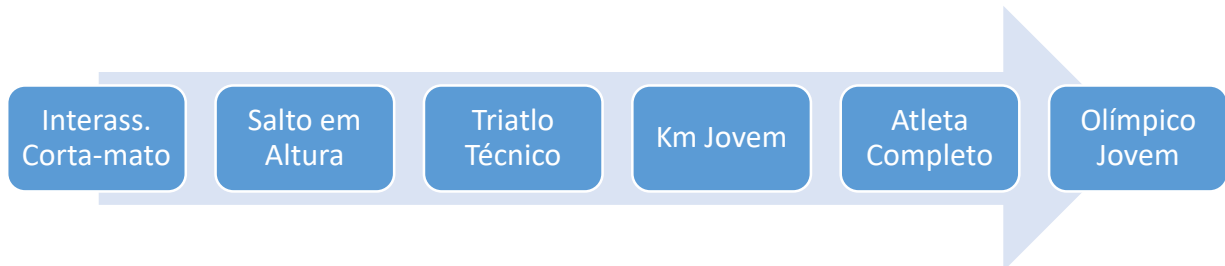 Interass.
Corta-mato
Salto em
Altura
Triatlo
Técnico
Km Jovem
Atleta
Completo
Olímpico
Jovem